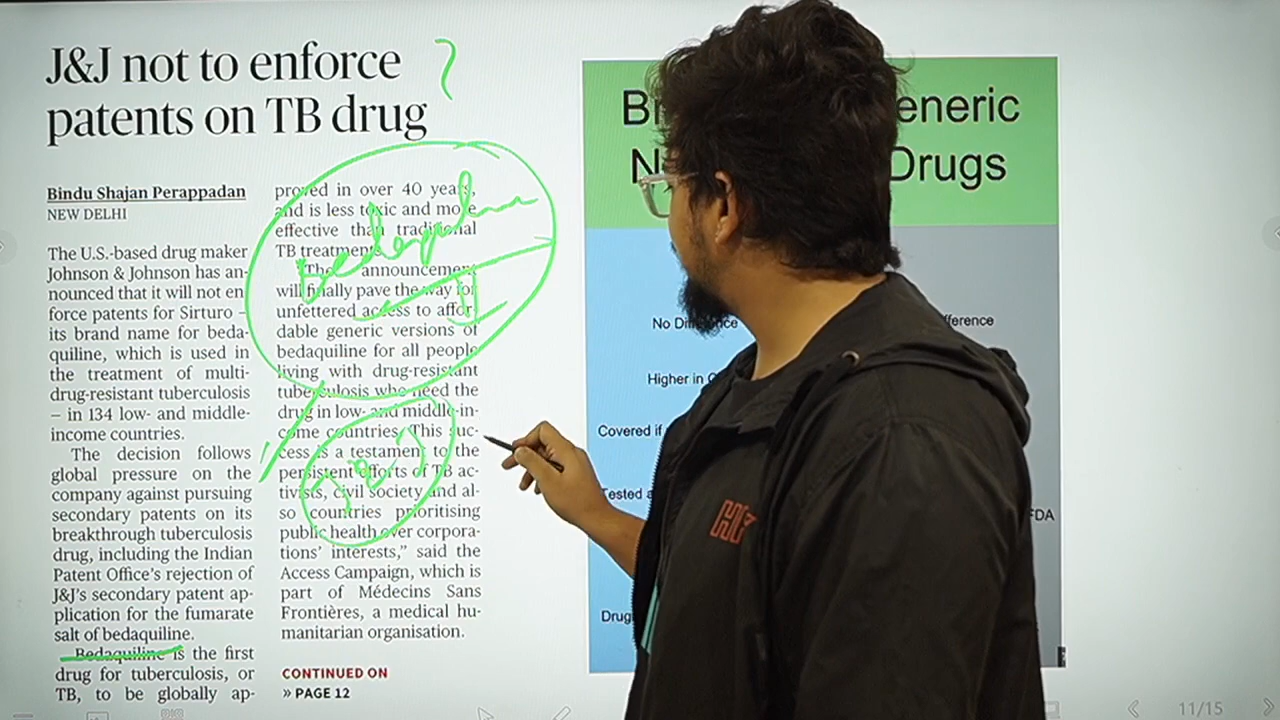 J&J not to enforce
patents on TB drug
Bindu Shajan Perappadan
NEW DELHI
The U.S.-based drug maker
Johnson & Johnson has an-
nounced that it will not en
force patents for Sirturo –
its brand name for beda-
quiline, which is used in
the treatment of multi-
drug-resistant tuberculosis
– in 134 low- and middle-
income countries.
The decision follows
global pressure on the
company against pursuing
secondary patents on its
breakthrough tuberculosis
drug, including the Indian
Patent Office's rejection of
J&J's secondary patent ap-
plication for the fumarate
salt of bedaquiline.
Bedaquiline is the first
drug for tuberculosis, or
TB, to be globally ap-
proved in over 40 years,
and is less toxic and more
effective than traditional
TB treatments
"The announcement
will finally pave the way for
unfettered access to affor
dable generic versions of
bedaquiline for all people
living with drug-resistant
tuberculosis who need the
drug in low- and middle-in-
come countries. This suc-
cess is a testament to the
persistent efforts of TB ac-
tivists, civil society and al-
so countries prioritising
public health over corpora-
tions' interests," said the
Access Campaign, which is
part of Médecins Sans
Frontières, a medical hu-
manitarian organisation.
CONTINUED ON
» PAGE 12
?
Bedaquiline
eneric
Drugs
No Difference
fference
Higher in
Covered if
Tested
FDA
Drug
11/15